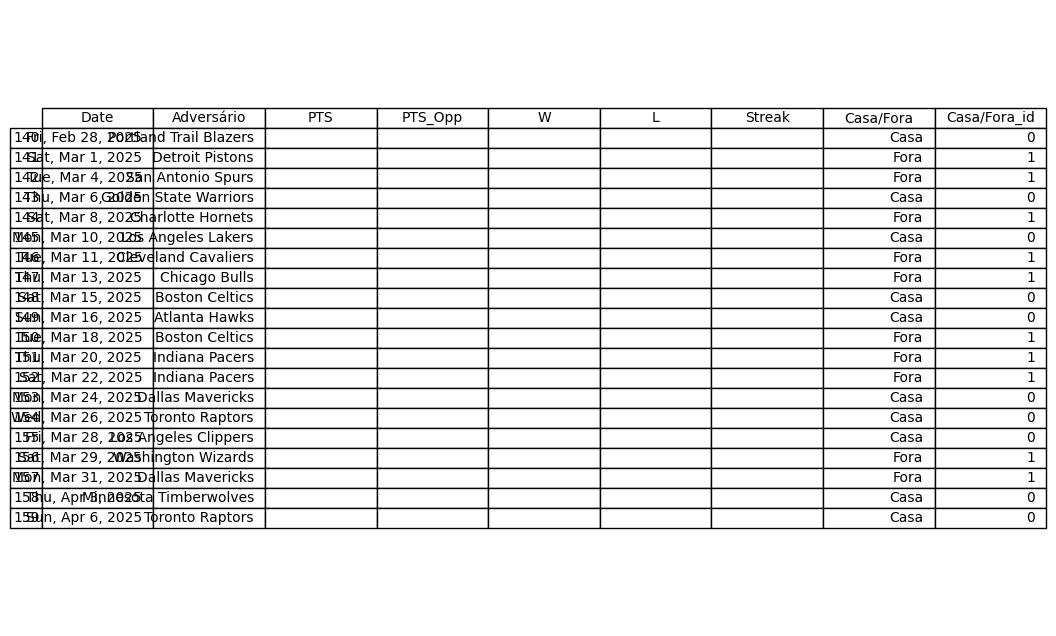 Date Adversário PTS PTS_Opp W L Streak Casa/Fora Casa/Fora_id
140 Fri, Feb 28, 2025 Portland Trail Blazers Casa 0
141 Sat, Mar 1, 2025 Detroit Pistons Fora 1
142 Tue, Mar 4, 2025 San Antonio Spurs Fora 1
143 Thu, Mar 6, 2025 Golden State Warriors Casa 0
144 Sat, Mar 8, 2025 Charlotte Hornets Fora 1
145 Mon, Mar 10, 2025 Los Angeles Lakers Casa 0
146 Tue, Mar 11, 2025 Cleveland Cavaliers Fora 1
147 Thu, Mar 13, 2025 Chicago Bulls Fora 1
148 Sat, Mar 15, 2025 Boston Celtics Casa 0
149 Sun, Mar 16, 2025 Atlanta Hawks Casa 0
150 Tue, Mar 18, 2025 Boston Celtics Fora 1
151 Thu, Mar 20, 2025 Indiana Pacers Fora 1
152 Sat, Mar 22, 2025 Indiana Pacers Fora 1
153 Mon, Mar 24, 2025 Dallas Mavericks Casa 0
154 Wed, Mar 26, 2025 Toronto Raptors Casa 0
155 Fri, Mar 28, 2025 Los Angeles Clippers Casa 0
156 Sat, Mar 29, 2025 Washington Wizards Fora 1
157 Mon, Mar 31, 2025 Dallas Mavericks Fora 1
158 Thu, Apr 3, 2025 Minnesota Timberwolves Casa 0
159 Sun, Apr 6, 2025 Toronto Raptors Casa 0